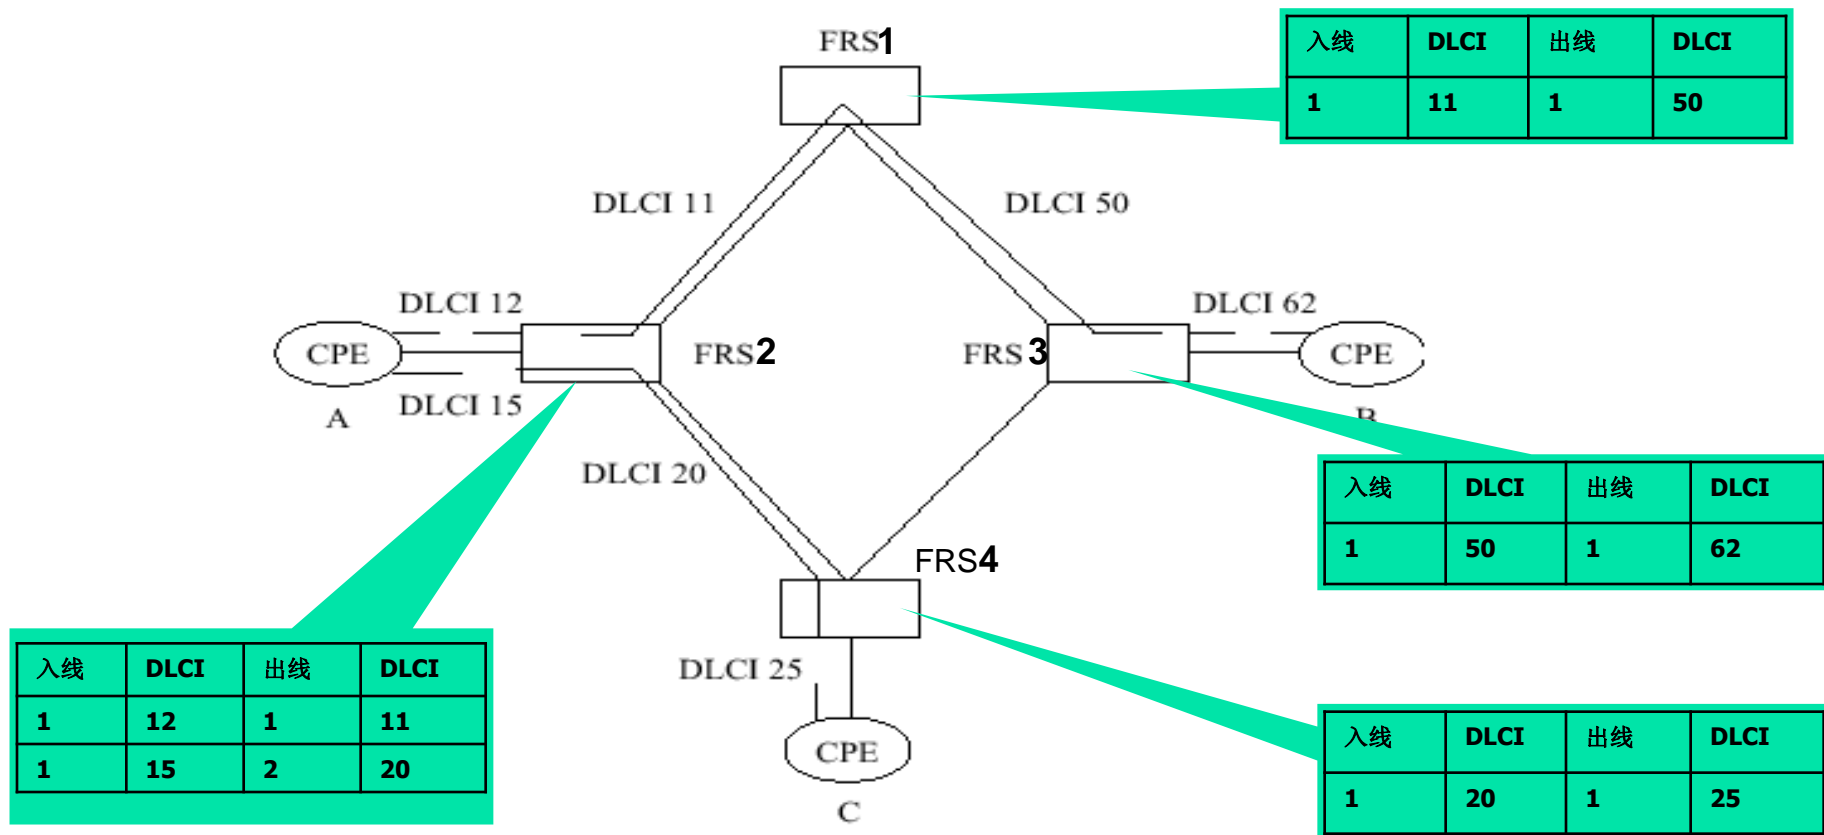 FRS1
入线 DLCI 出线 DLCI
1 11 1 50
DLCI 11
DLCI 50
DLCI 12
DLCI 62
CPE
FRS2
FRS 3
CPE
A
DLCI 15
B
DLCI 20
入线 DLCI 出线 DLCI
1 50 1 62
FRS4
入线 DLCI 出线 DLCI
1 12 1 11
1 15 2 20
DLCI 25
CPE
C
入线 DLCI 出线 DLCI
1 20 1 25